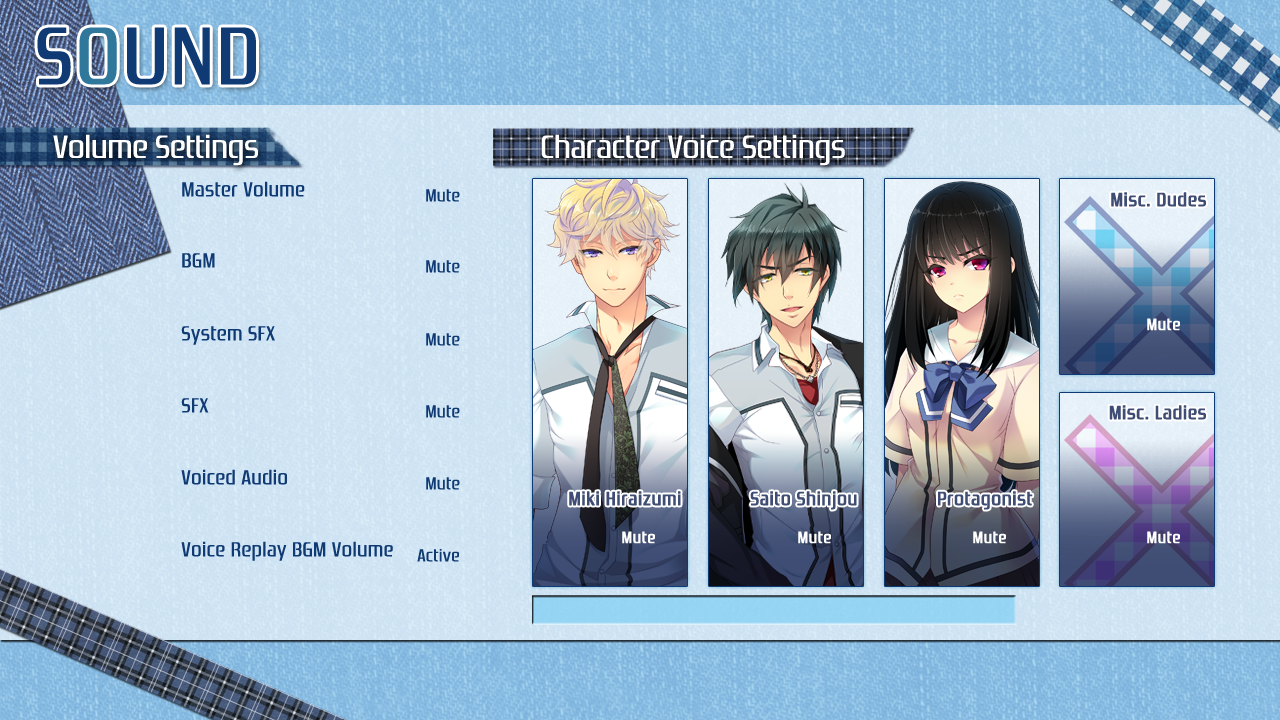 SOUND
Volume Settings
Master Volume Mute
BGM Mute
System SFX Mute
SFX Mute
Voiced Audio Mute
Voice Replay BGM Volume Active
Character Voice Settings
Miki Hiraizumi
Mute
Saito Shinjou
Mute
Protagonist
Mute
Misc. Dudes
Mute
Misc. Ladies
Mute